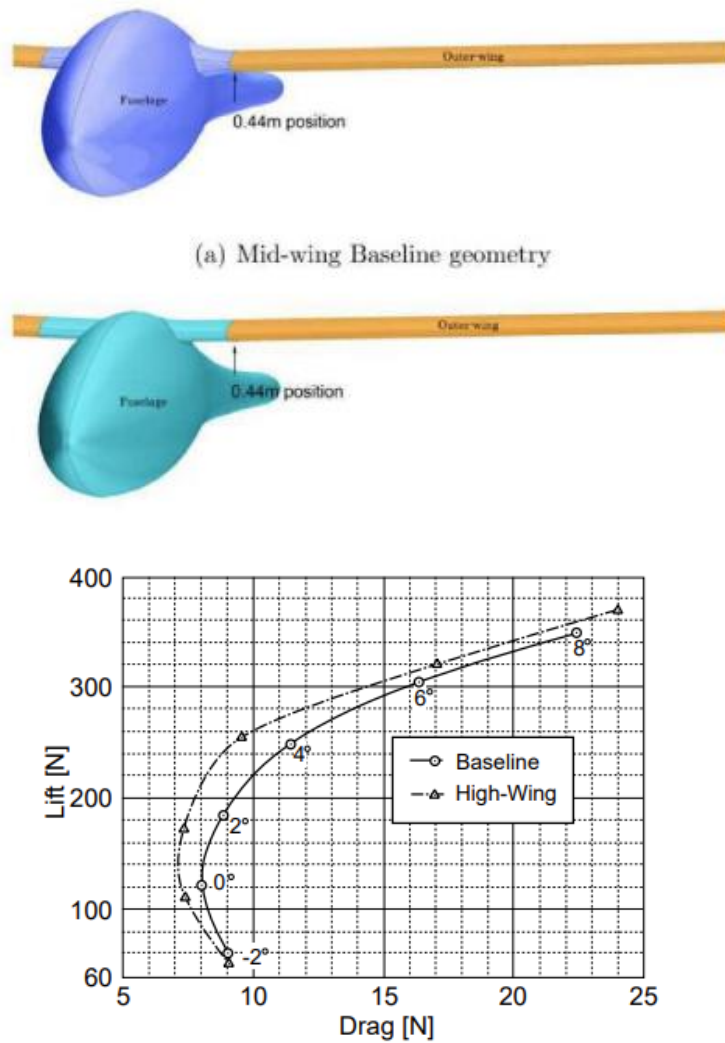 Outer-wing
Fuselage
0.44m position
(a) Mid-wing Baseline geometry
Outer-wing
Fuselage
0.44m position
400
300
200
100
60
Lift [N]
8°
6°
4°
2°
0°
-2°
Baseline
High-Wing
5
10
15
20
25
Drag [N]